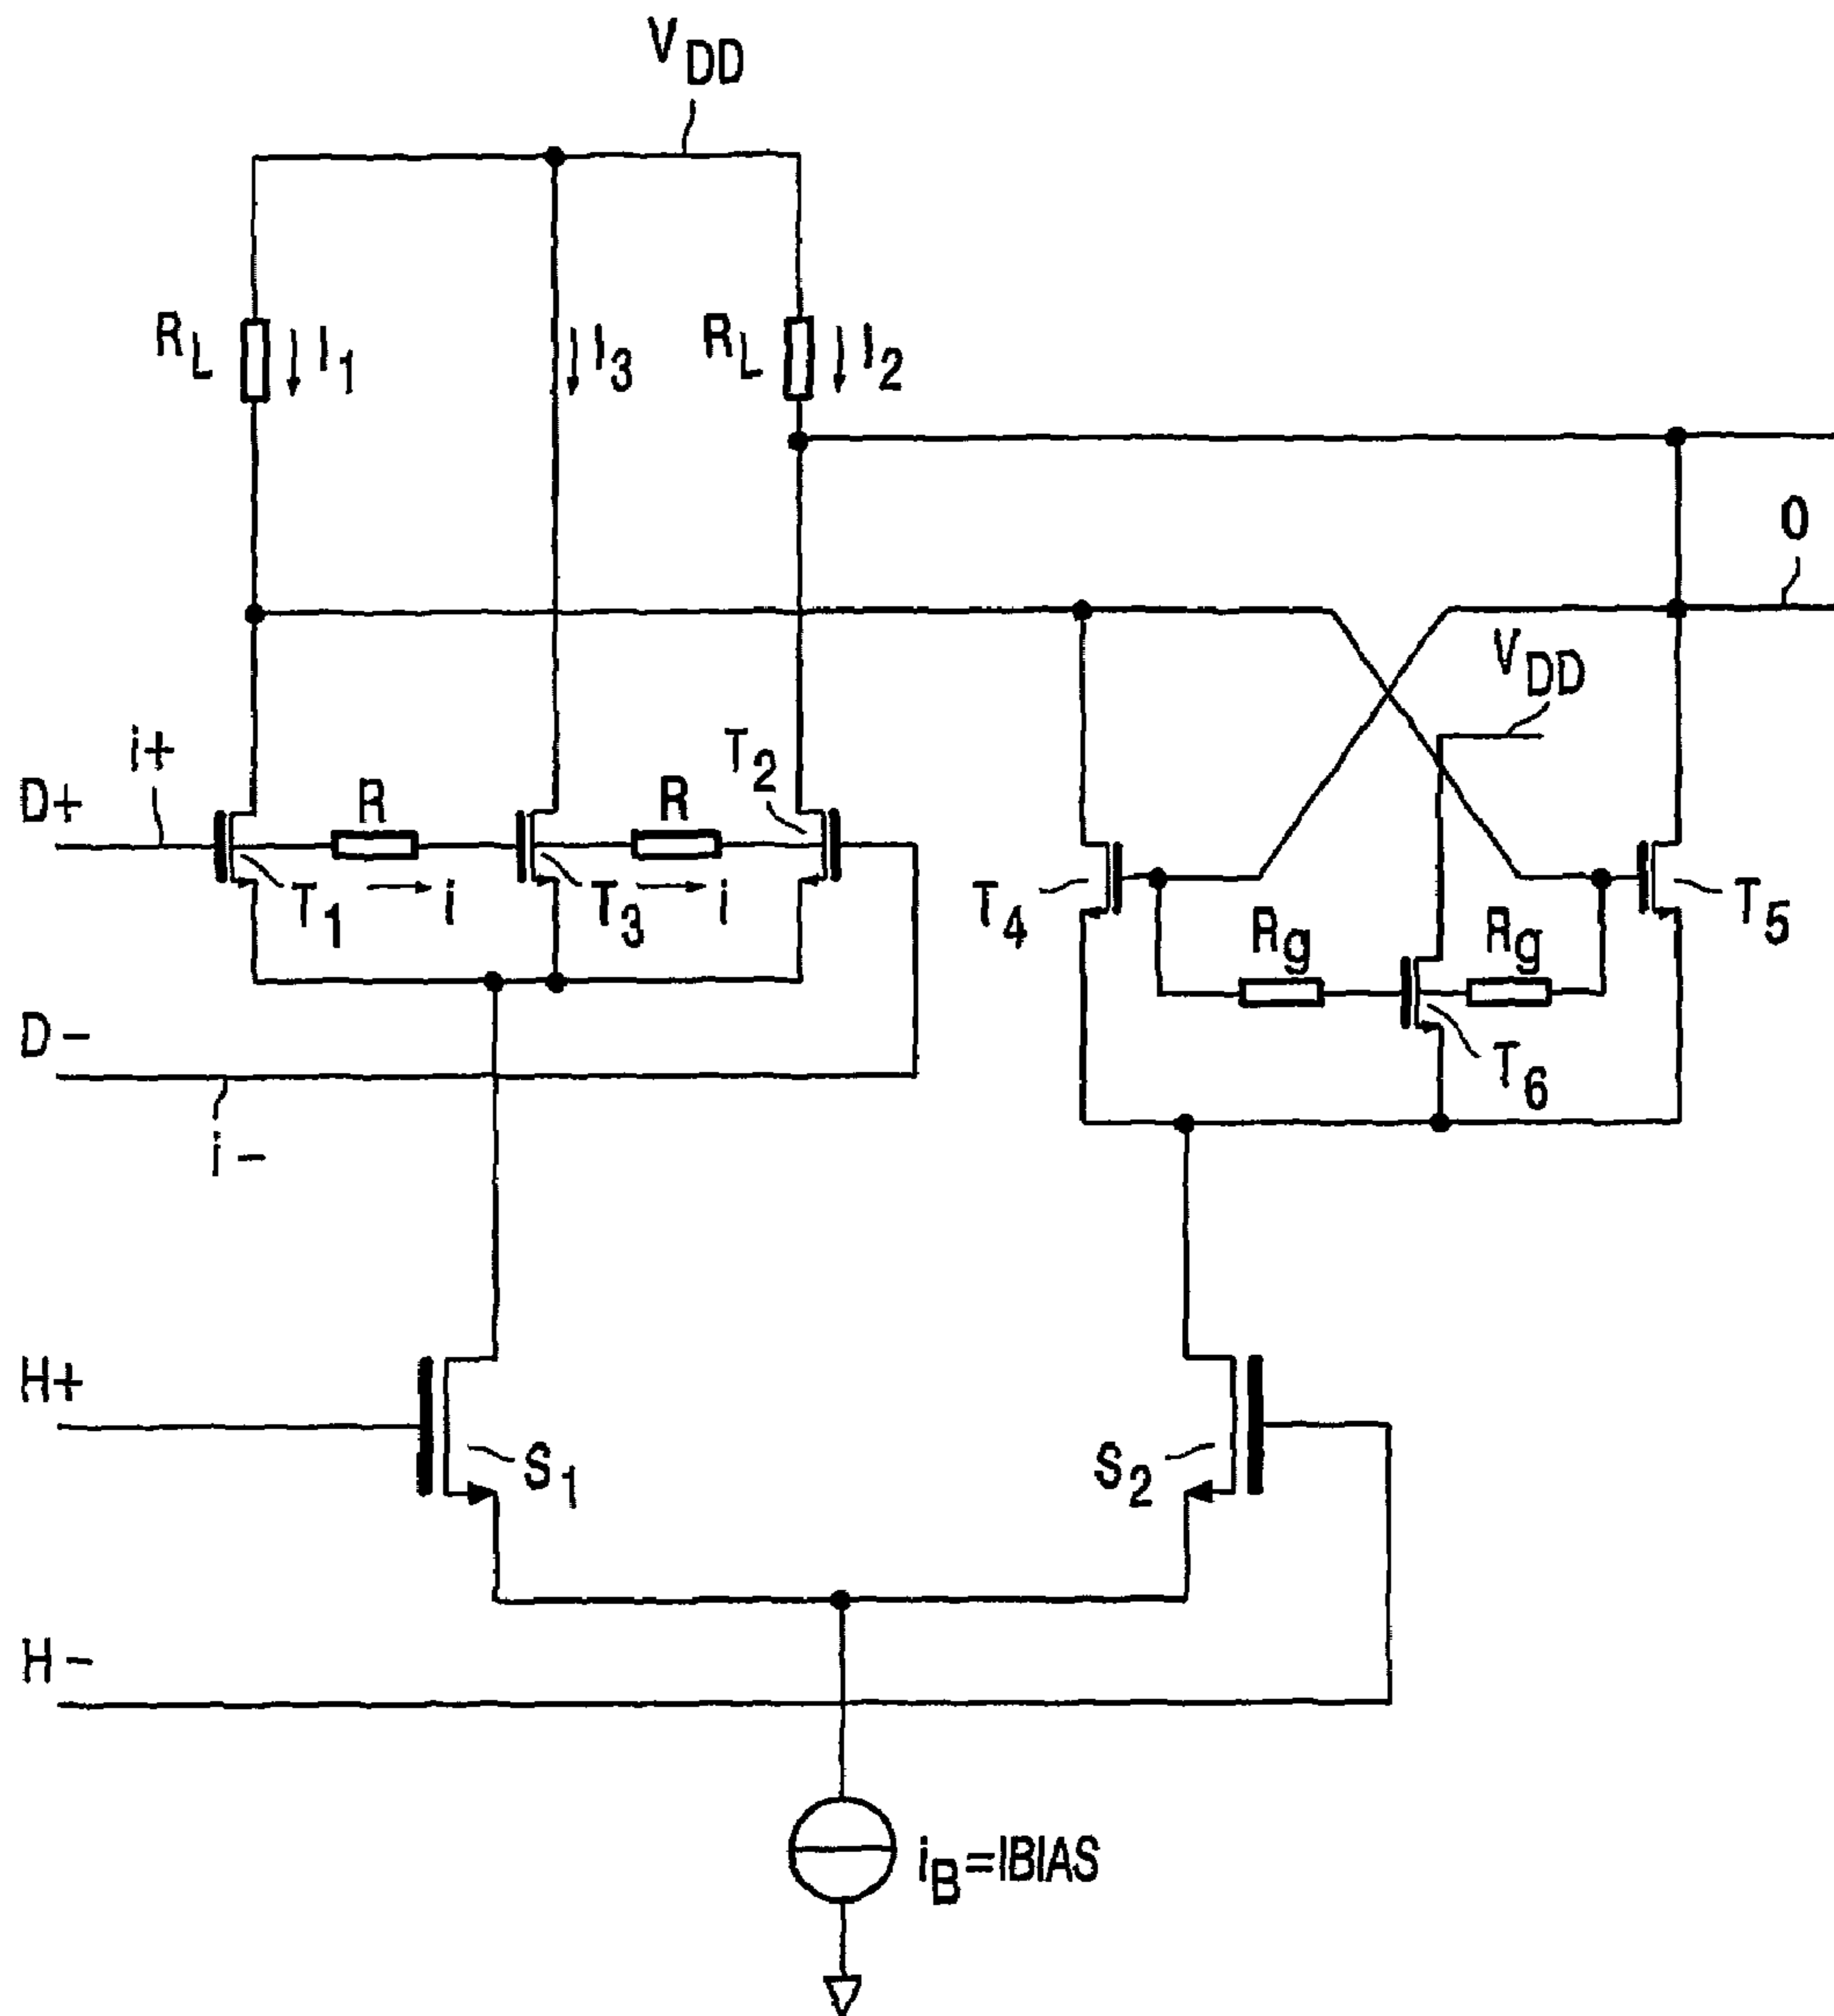 VDD
RL
I1
I3
RL
I2
O
VDD
i+
D+
R
R
T2
T1
i
T3
i
T4
Rg
Rg
T5
D-
T6
i-
H+
S1
S2
H-
iB=IBIAS